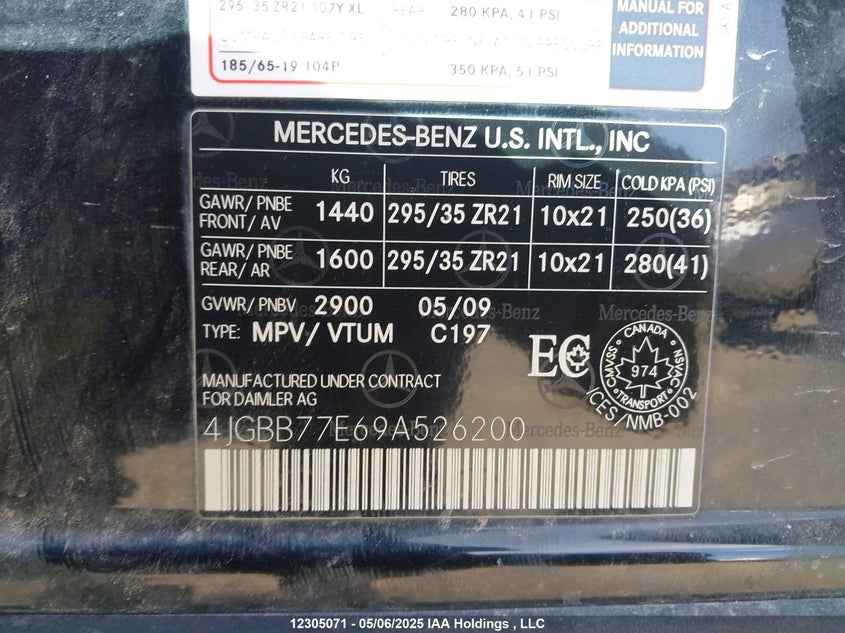 295/35 ZR21 107Y XL REAR 280 KPA, 41 PSI
185/65-19 104P 350 KPA, 51 PSI
MANUAL FOR
ADDITIONAL
INFORMATION
MERCEDES-BENZ U.S. INTL., INC
KG TIRES RIM SIZE COLD KPA (PSI)
GAWR/ PNBE
FRONT/ AV 1440 295/35 ZR21 10x21 250(36)
GAWR/ PNBE
REAR/ AR 1600 295/35 ZR21 10x21 280(41)
GVWR/ PNBV 2900 05/09
TYPE: MPV/ VTUM C197
EC
CANADA
CMVSS NSVAC
974
TRANSPORT
ICES/NMB-002
MANUFACTURED UNDER CONTRACT
FOR DAIMLER AG
4JGBB77E69A526200
Mercedes-Benz
12305071 - 05/06/2025 IAA Holdings , LLC